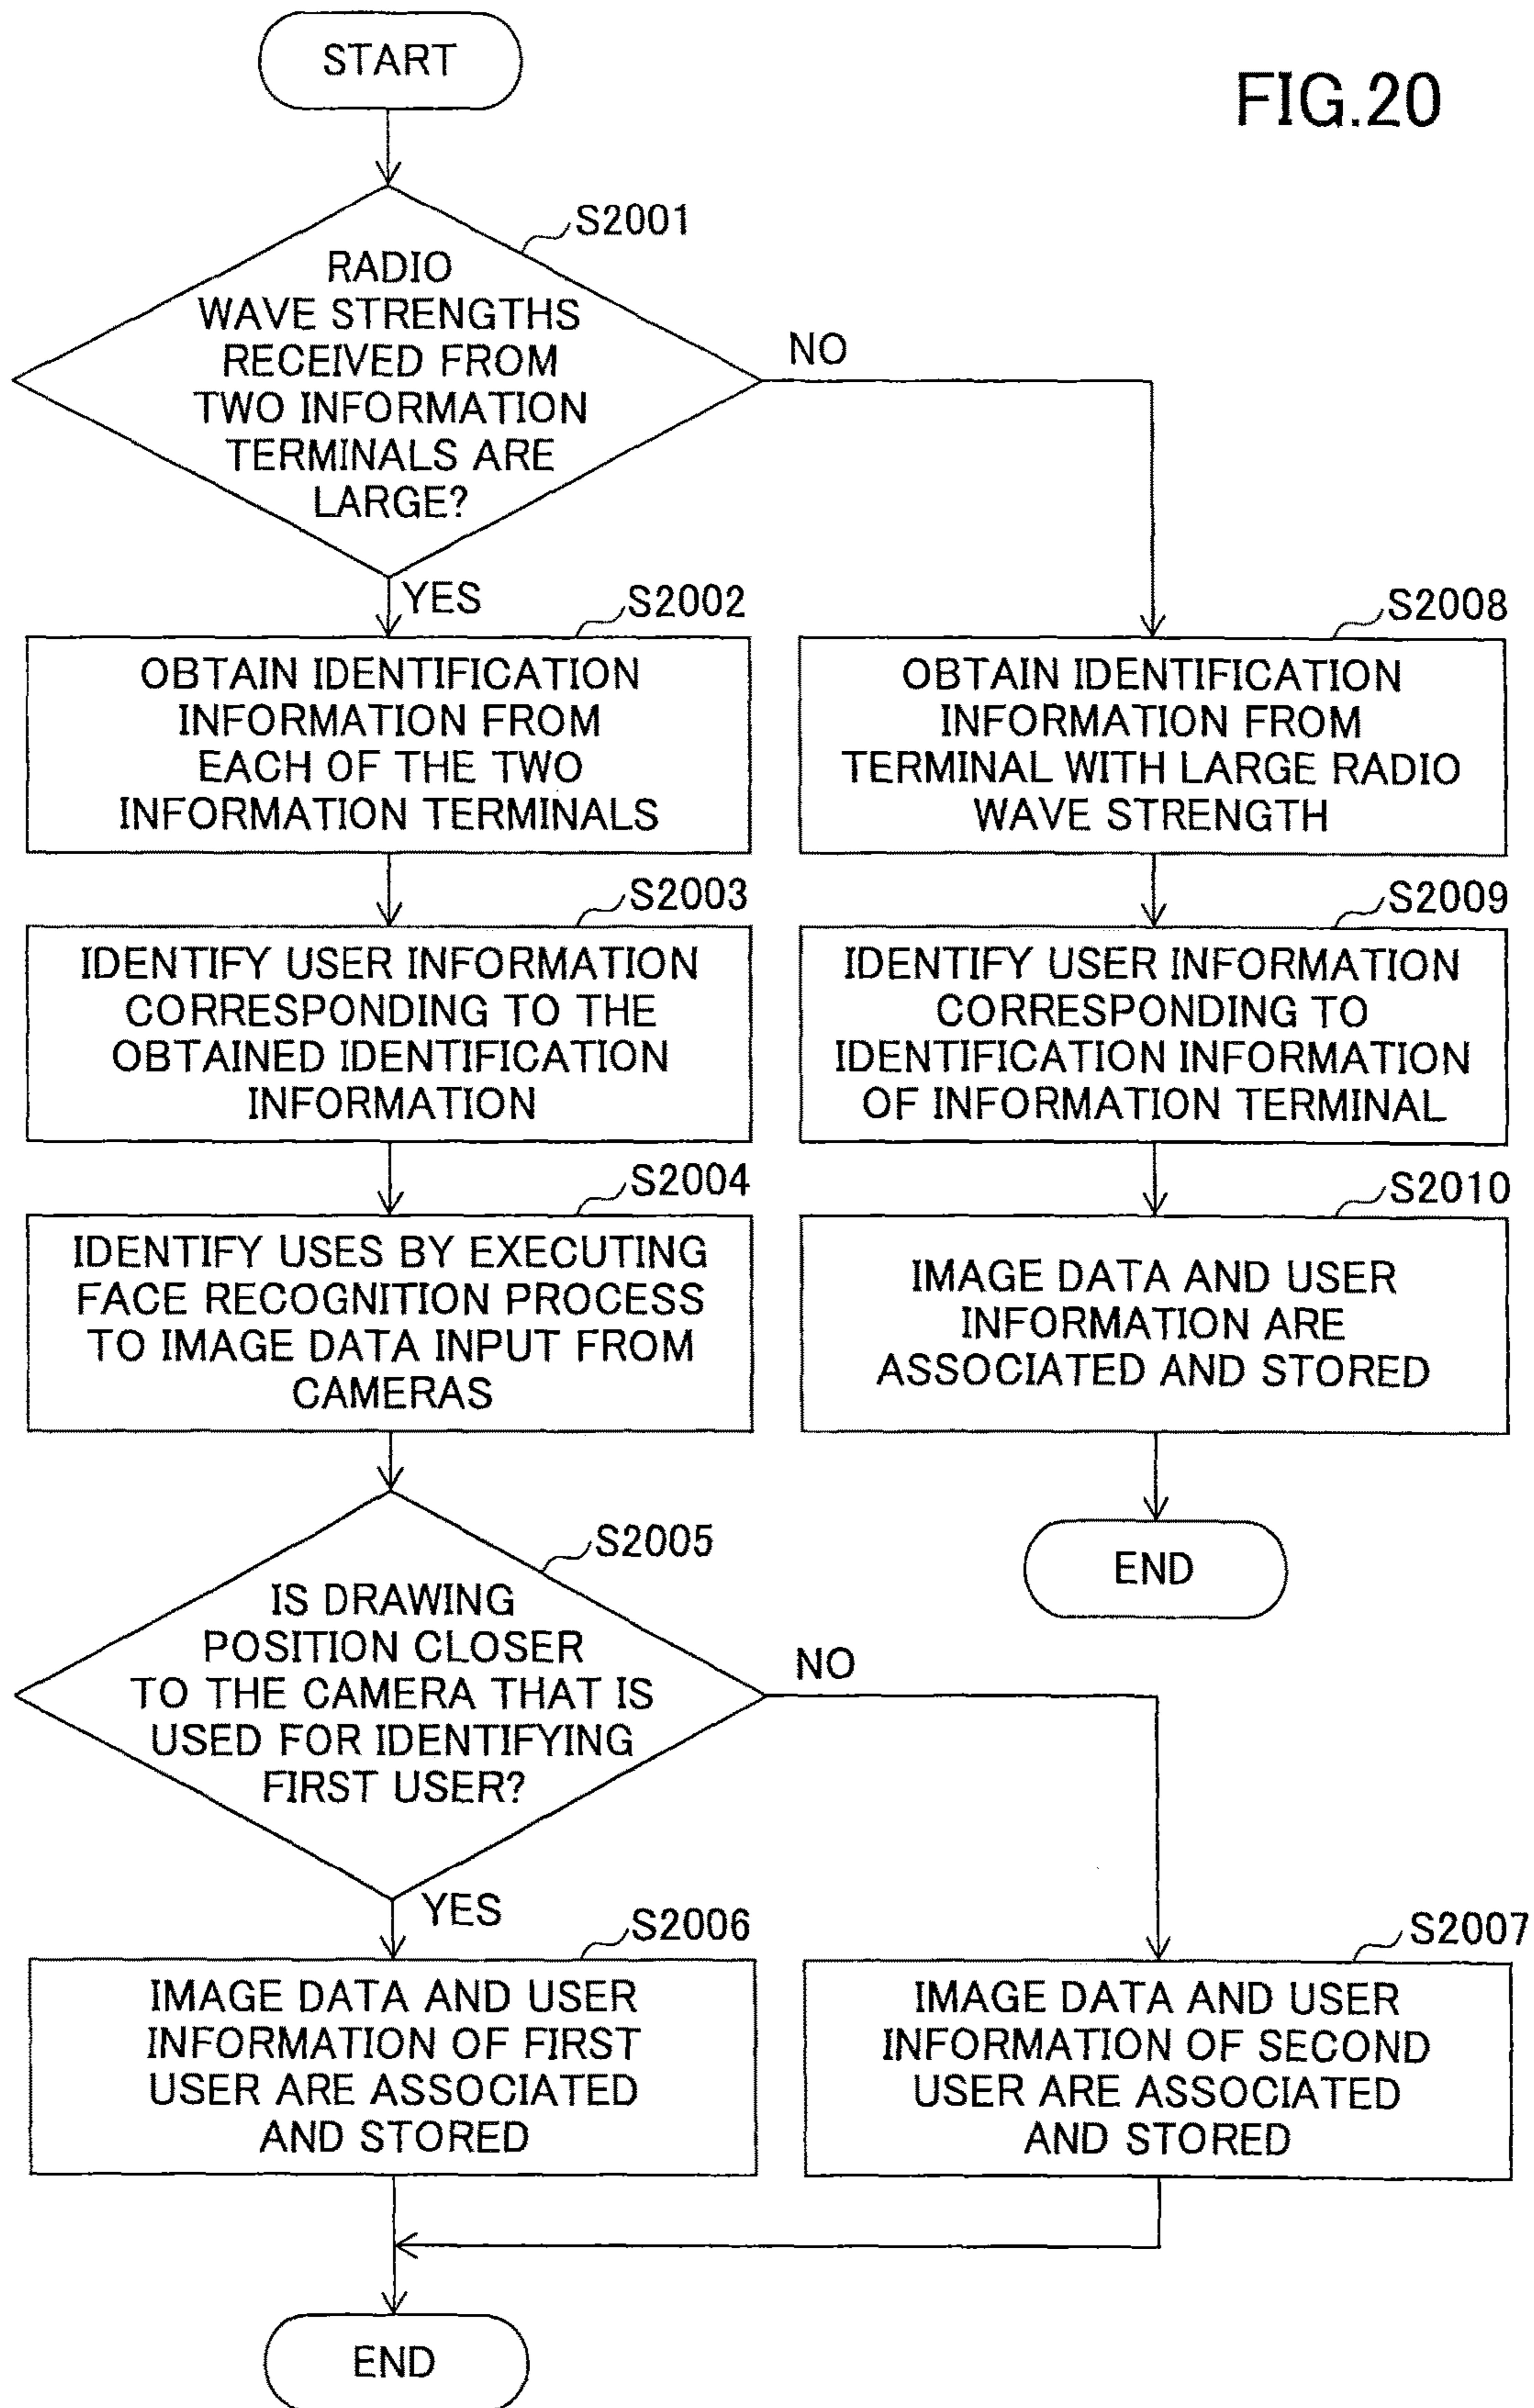 START
FIG.20
S2001
RADIO
WAVE STRENGTHS
RECEIVED FROM
TWO INFORMATION
TERMINALS ARE
LARGE?
NO
YES
S2002
OBTAIN IDENTIFICATION
INFORMATION FROM
EACH OF THE TWO
INFORMATION TERMINALS
S2008
OBTAIN IDENTIFICATION
INFORMATION FROM
TERMINAL WITH LARGE RADIO
WAVE STRENGTH
S2003
IDENTIFY USER INFORMATION
CORRESPONDING TO THE
OBTAINED IDENTIFICATION
INFORMATION
S2009
IDENTIFY USER INFORMATION
CORRESPONDING TO
IDENTIFICATION INFORMATION
OF INFORMATION TERMINAL
S2004
IDENTIFY USES BY EXECUTING
FACE RECOGNITION PROCESS
TO IMAGE DATA INPUT FROM
CAMERAS
S2010
IMAGE DATA AND USER
INFORMATION ARE
ASSOCIATED AND STORED
END
S2005
IS DRAWING
POSITION CLOSER
TO THE CAMERA THAT IS
USED FOR IDENTIFYING
FIRST USER?
NO
YES
S2006
IMAGE DATA AND USER
INFORMATION OF FIRST
USER ARE ASSOCIATED
AND STORED
S2007
IMAGE DATA AND USER
INFORMATION OF SECOND
USER ARE ASSOCIATED
AND STORED
END